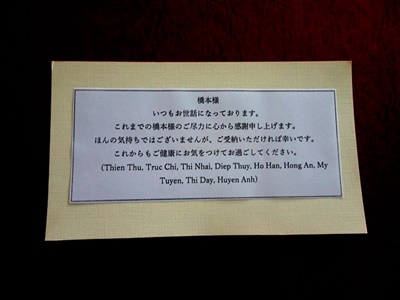 橋本様
いつもお世話になっております。
これまでの橋本様のご尽力に心から感謝申し上げます。
ほんの気持ちではございませんが、ご受納いただければ幸いです。
これからもご健康にお気をつけてお過ごしてください。
(Thien Thu, Truc Chi, Thi Nhai, Diep Thuy, Ho Han, Hong An, My
Tuyen, Thi Day, Huyen Anh)